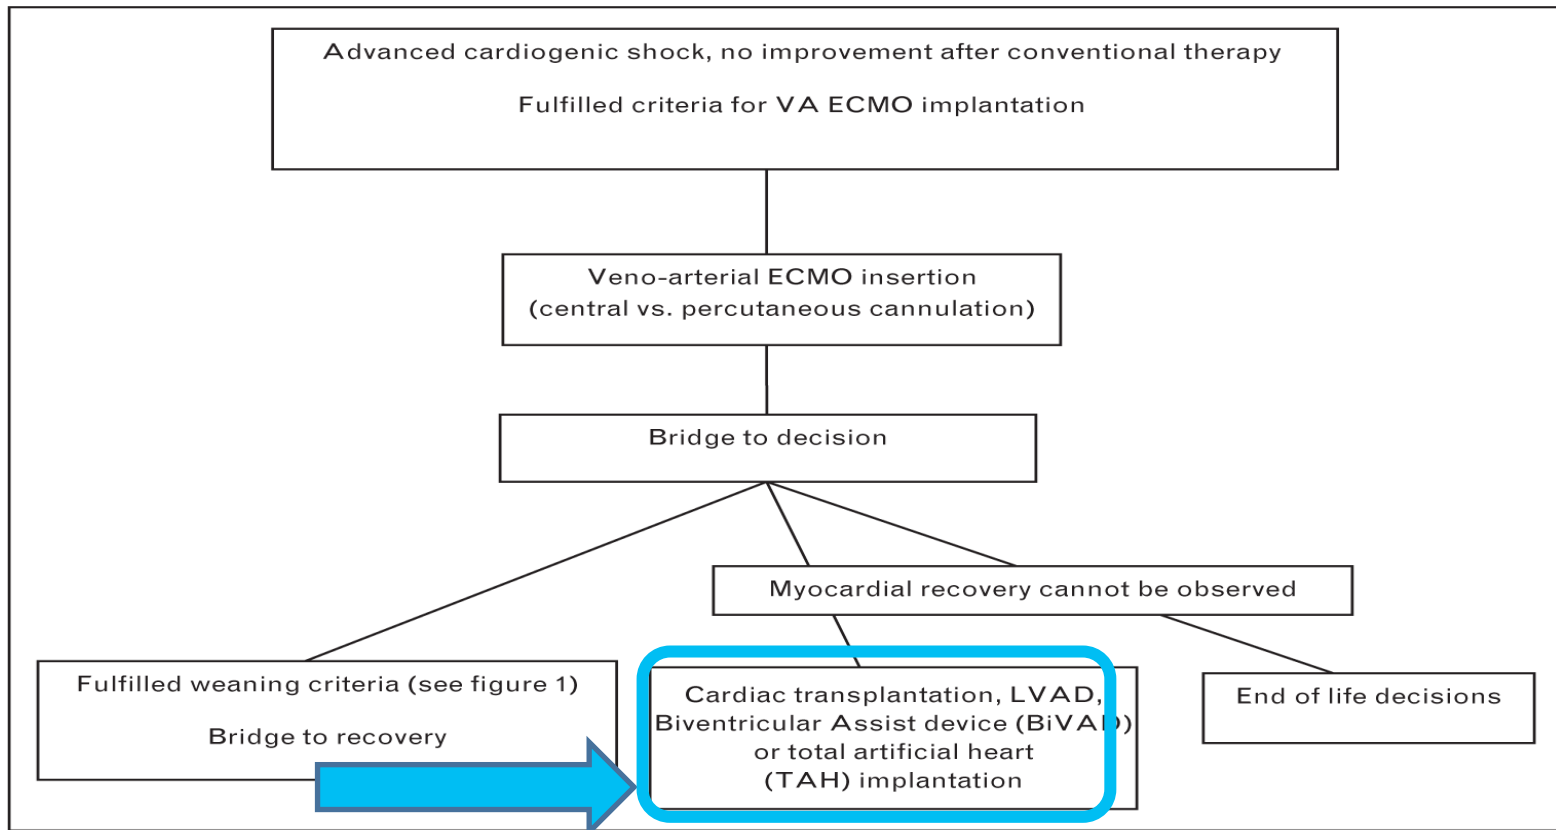 Advanced cardiogenic shock, no improvement after conventional therapy
Fulfilled criteria for VA ECMO implantation
Veno-arterial ECMO insertion
(central vs. percutaneous cannulation)
Bridge to decision
Myocardial recovery cannot be observed
Fulfilled weaning criteria (see figure 1)
Bridge to recovery
Cardiac transplantation, LVAD,
Biventricular Assist device (BiVAD)
or total artificial heart
(TAH) implantation
End of life decisions